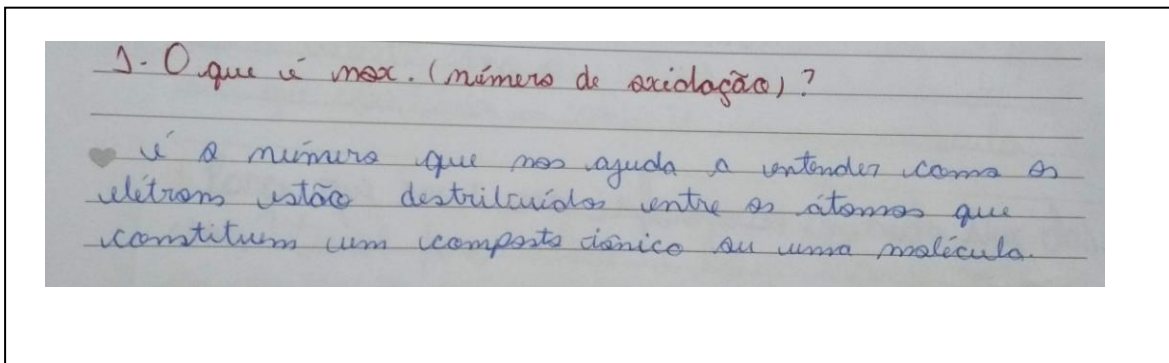 1- O que é nox. (número de oxidação)?
é o número que nos ajuda a entender como os
elétrons estão destribuídos entre os átomos que
constituem um composto iônico ou uma molécula.